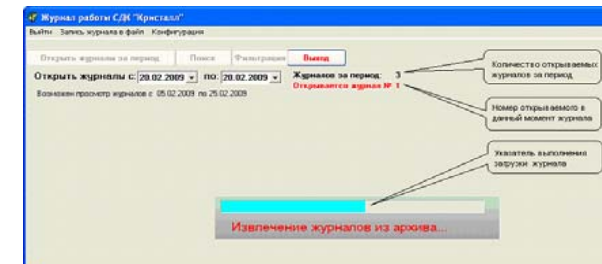 Журнал работы СДК "Кристалл"
Выйти Запись журнала в файл Конфигурация
Открыть журналы за период Поиск Фильтрация Выход
Открыть журналы с: 20.02.2009 по: 20.02.2009 Журналов за период: 3
Открывается журнал № 1
Возможен просмотр журналов с 05.02.2009 по 25.02.2009
Количество открываемых
журналов за период
Номер открываемого в
данный момент журнала
Указатель выполнения
загрузки журнала
Извлечение журналов из архива...